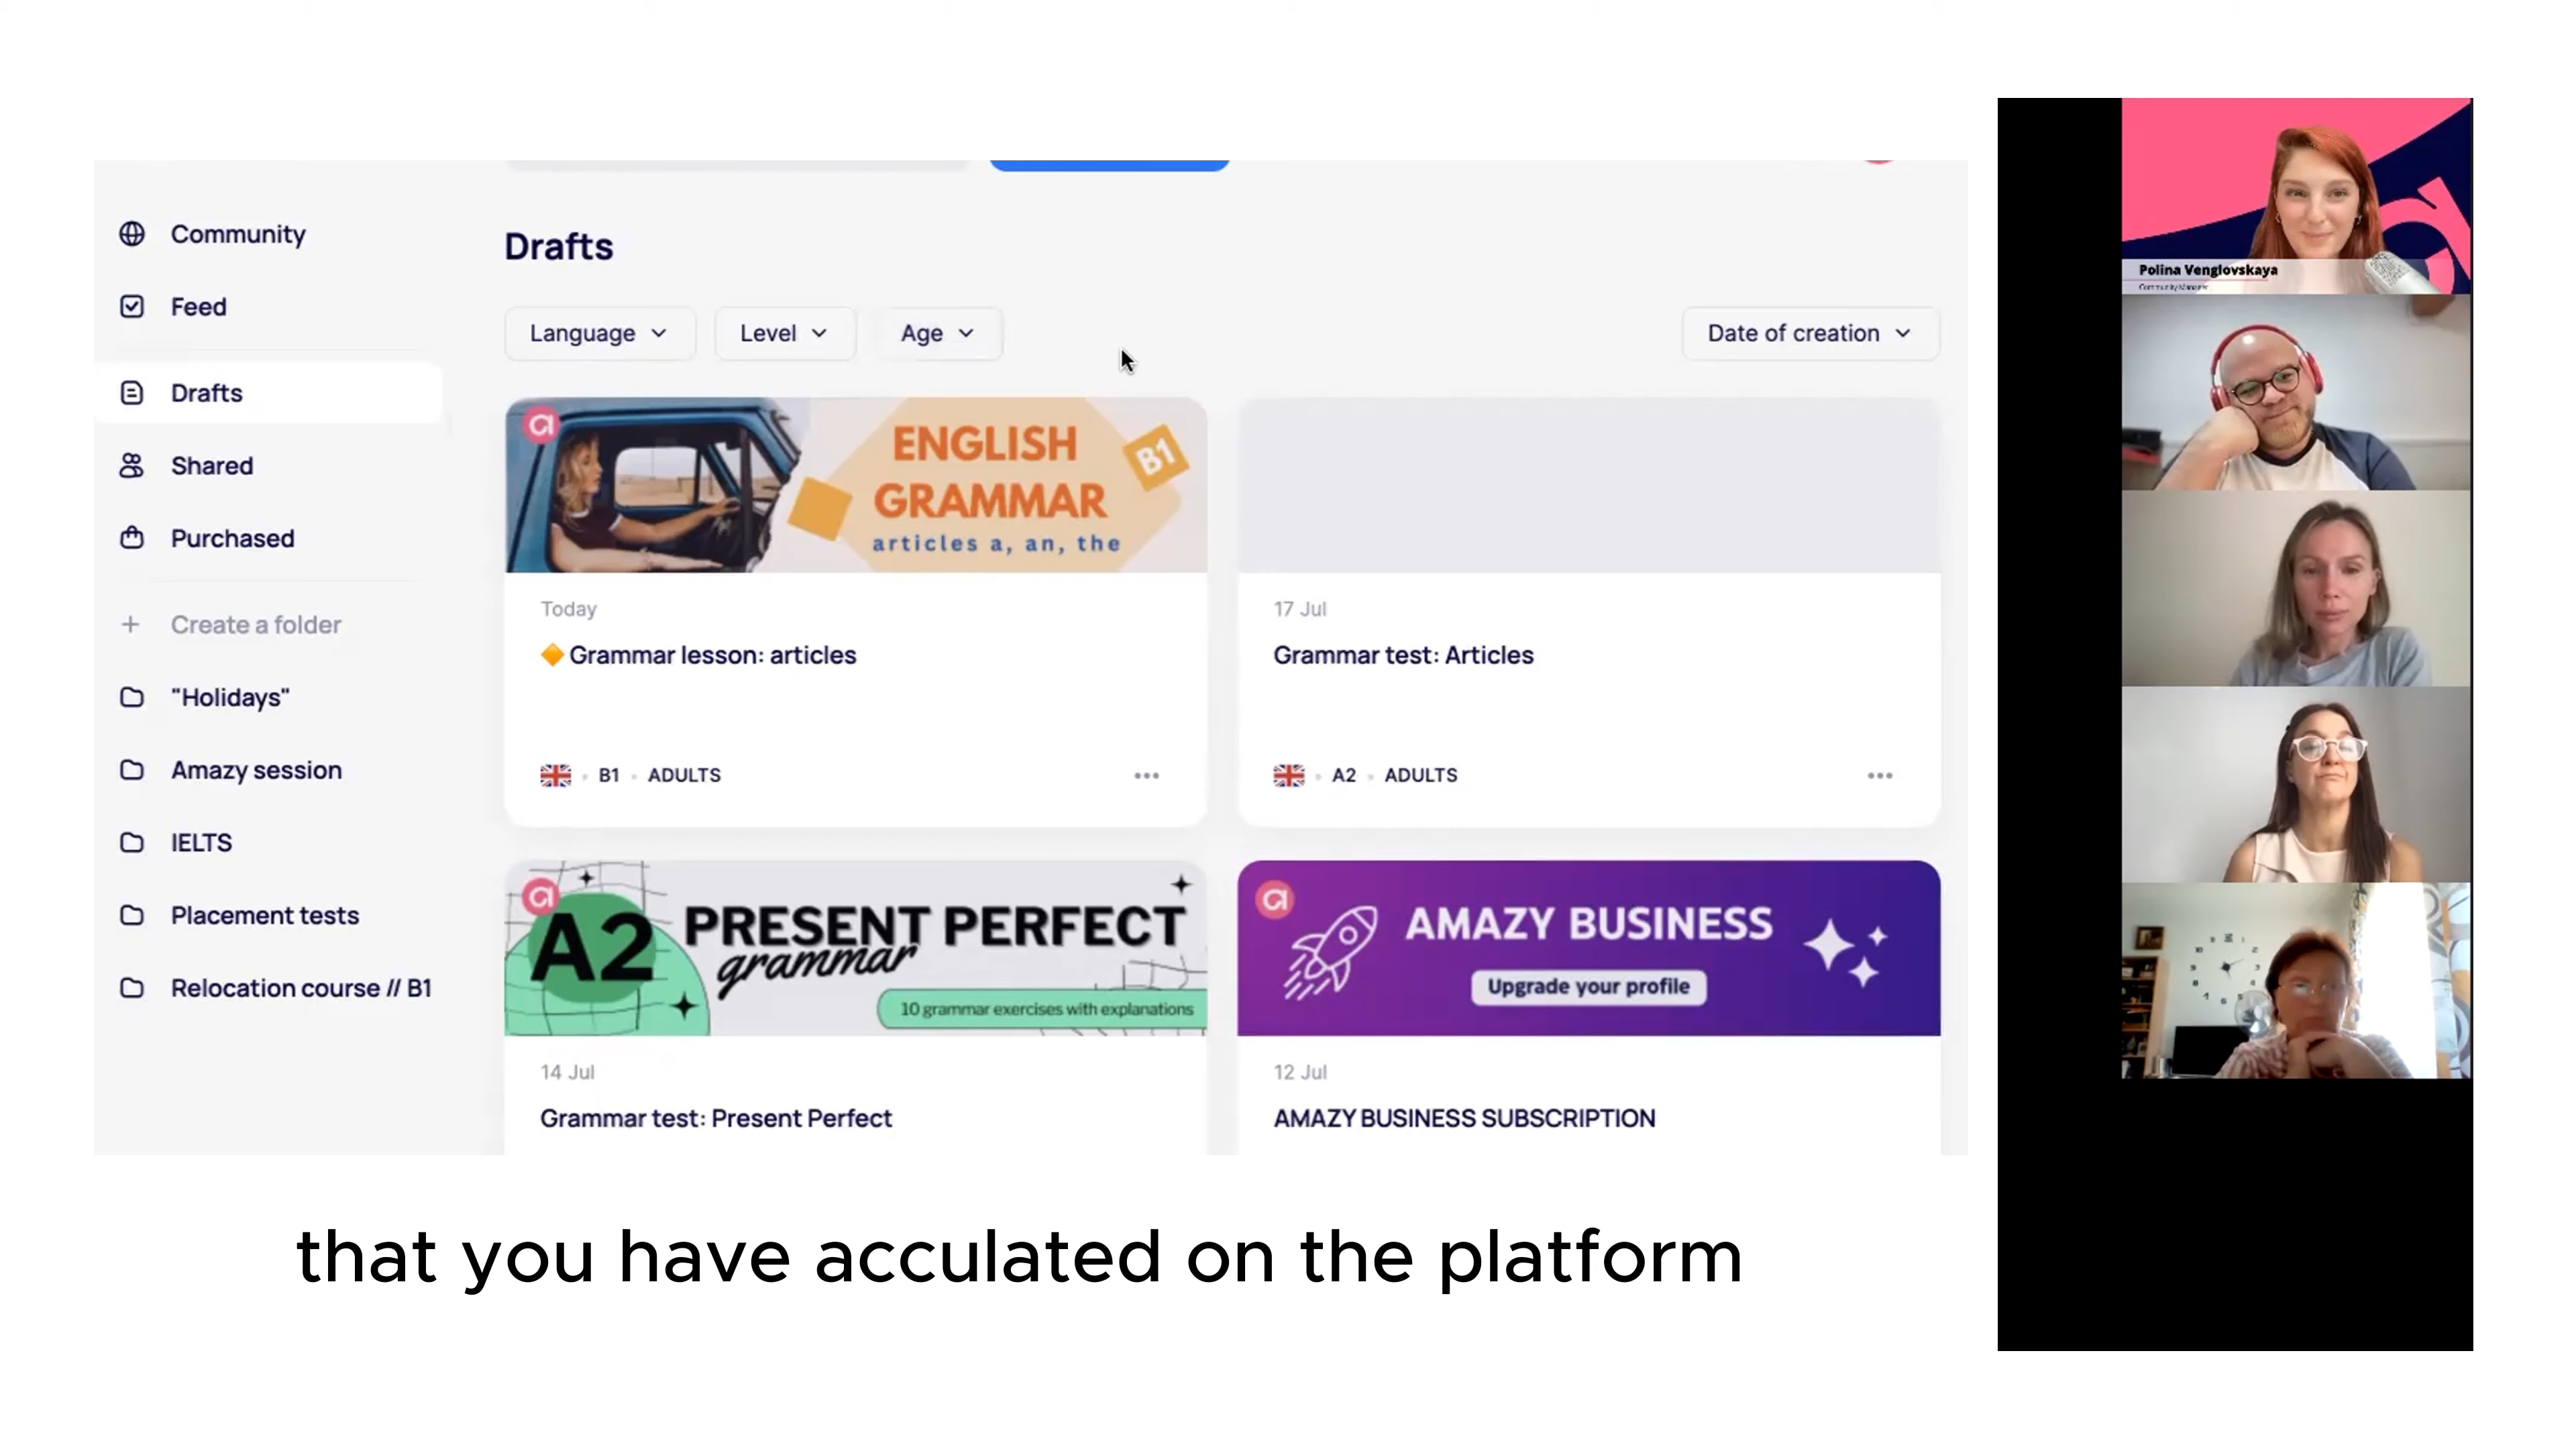 Community
Feed
Drafts
Shared
Purchased
+ Create a folder
"Holidays"
Amazy session
IELTS
Placement tests
Relocation course // B1
Drafts
Language
Level
Age
Date of creation
ENGLISH
GRAMMAR
articles a, an, the
B1
Today
🔶 Grammar lesson: articles
B1 • ADULTS
17 Jul
Grammar test: Articles
A2 • ADULTS
A2
PRESENT PERFECT
grammar
10 grammar exercises with explanations
14 Jul
Grammar test: Present Perfect
AMAZY BUSINESS
Upgrade your profile
12 Jul
AMAZY BUSINESS SUBSCRIPTION
Polina Venglovskaya
Community Manager
that you have acculated on the platform